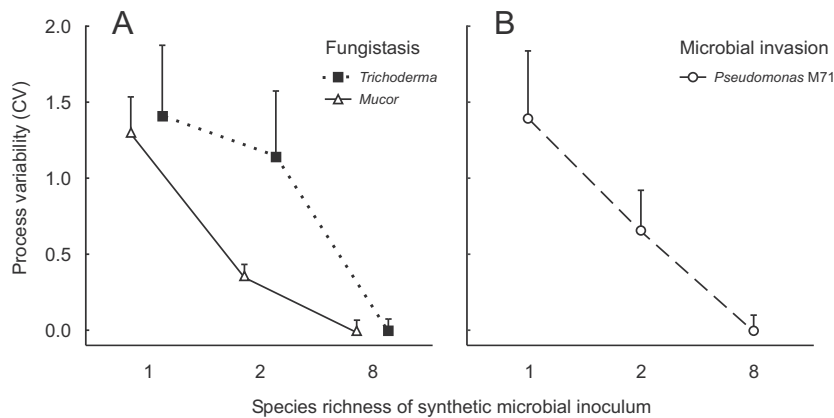 A
B
Fungistasis
Trichoderma
Mucor
Microbial invasion
Pseudomonas M71
Process variability (CV)
2.0
1.5
1.0
0.5
0.0
1
2
8
1
2
8
Species richness of synthetic microbial inoculum